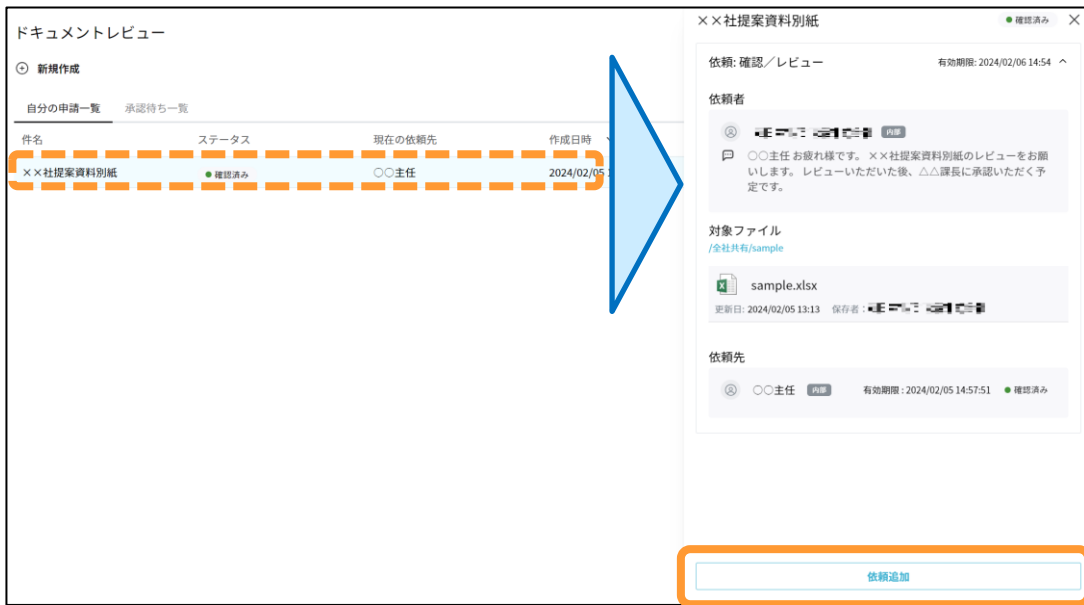 ドキュメントレビュー
新規作成
自分の申請一覧 承認待ち一覧
件名 ステータス 現在の依頼先 作成日時
××社提案資料別紙 確認済み 〇〇主任 2024/02/05
××社提案資料別紙 確認済み
依頼: 確認／レビュー 有効期限: 2024/02/06 14:54
依頼者
内部
〇〇主任 お疲れ様です。 ××社提案資料別紙のレビューをお願
いします。 レビューいただいた後、△△課長に承認いただく予
定です。
対象ファイル
/全社共有/sample
sample.xlsx
更新日: 2024/02/05 13:13 保存者 :
依頼先
〇〇主任 内部 有効期限 : 2024/02/05 14:57:51 確認済み
依頼追加